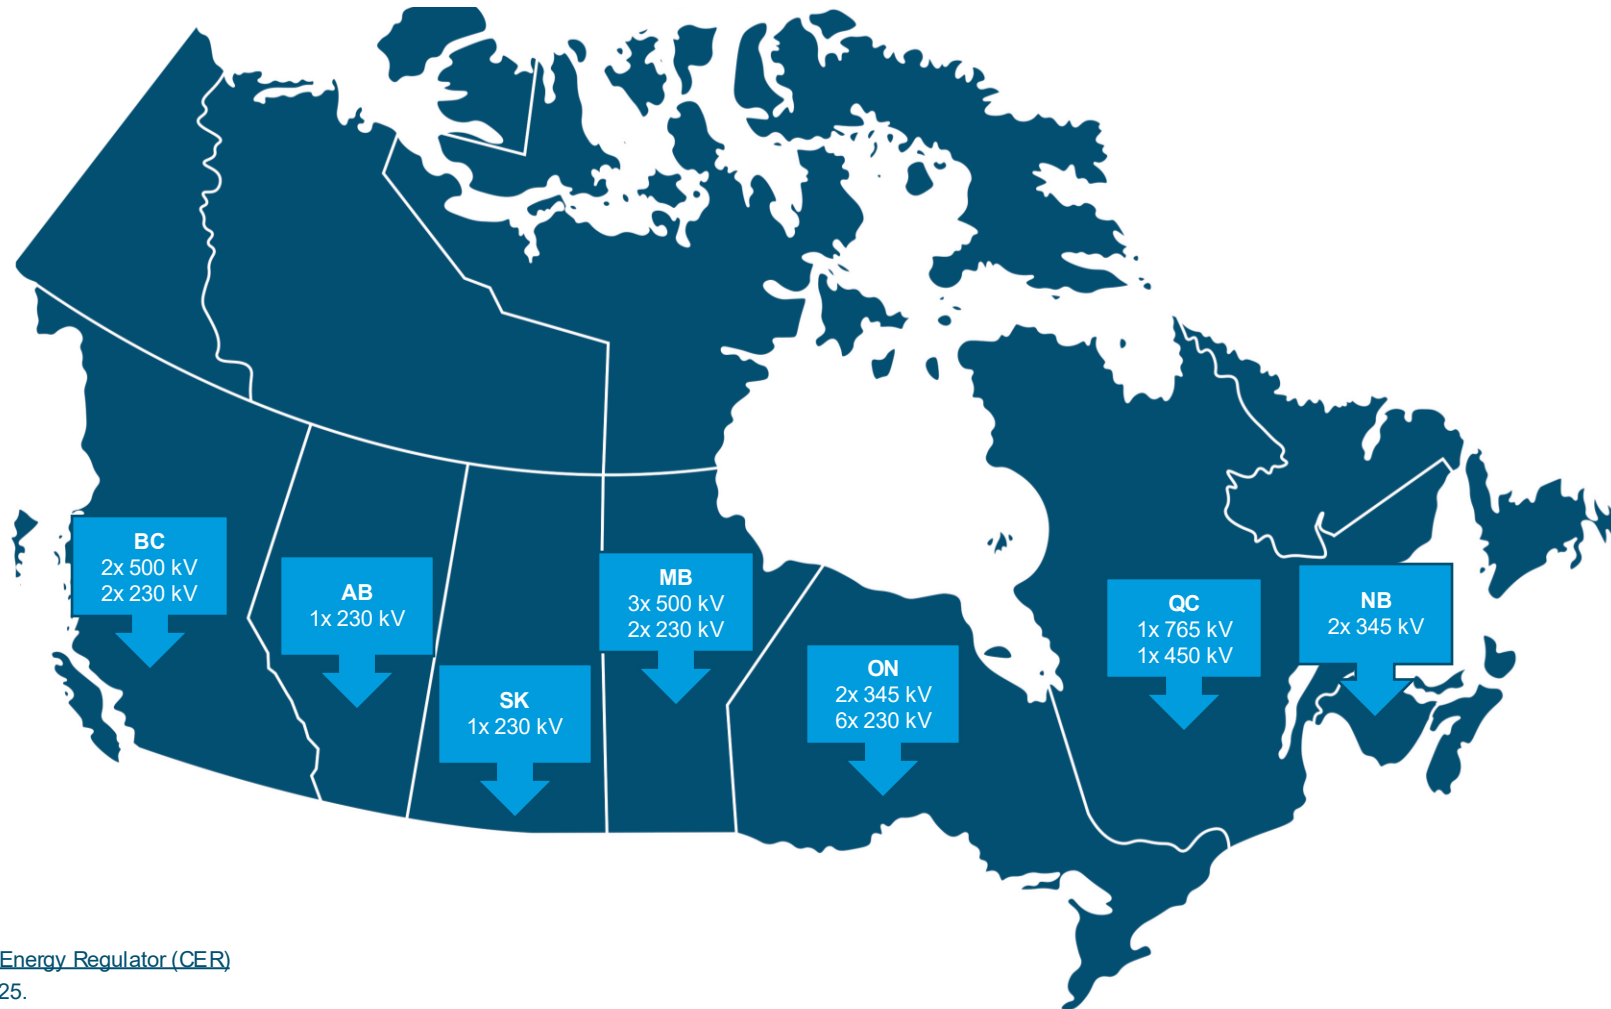 BC
2x 500 kV
2x 230 kV
AB
1x 230 kV
SK
1x 230 kV
MB
3x 500 kV
2x 230 kV
ON
2x 345 kV
6x 230 kV
QC
1x 765 kV
1x 450 kV
NB
2x 345 kV
Energy Regulator (CER)
25.